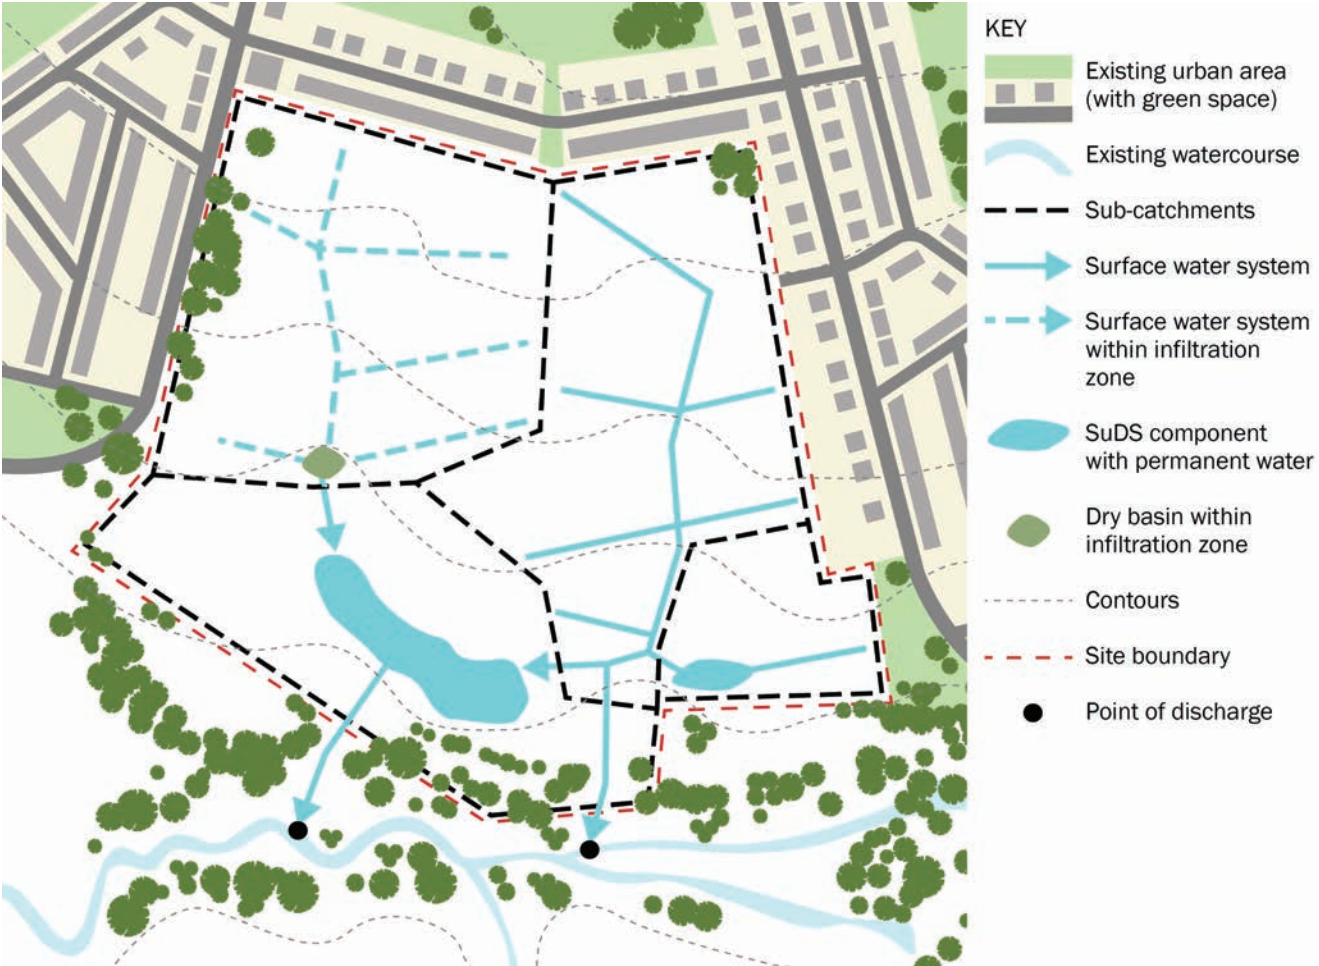 KEY
Existing urban area
(with green space)
Existing watercourse
Sub-catchments
Surface water system
Surface water system
within infiltration
zone
SuDS component
with permanent water
Dry basin within
infiltration zone
Contours
Site boundary
Point of discharge